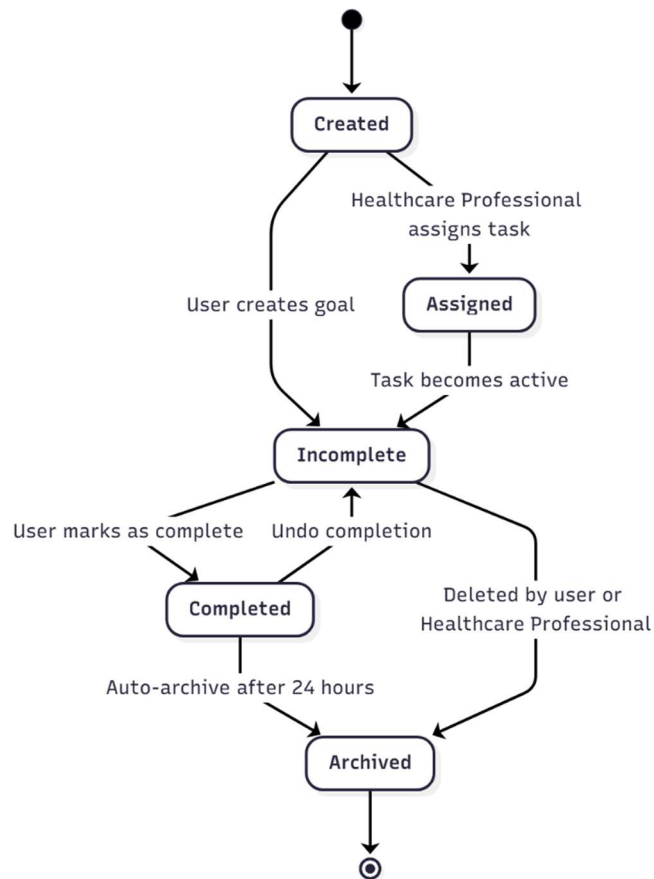 Created
Healthcare Professional
assigns task
User creates goal
Assigned
Task becomes active
Incomplete
User marks as complete
Undo completion
Deleted by user or
Healthcare Professional
Completed
Auto-archive after 24 hours
Archived